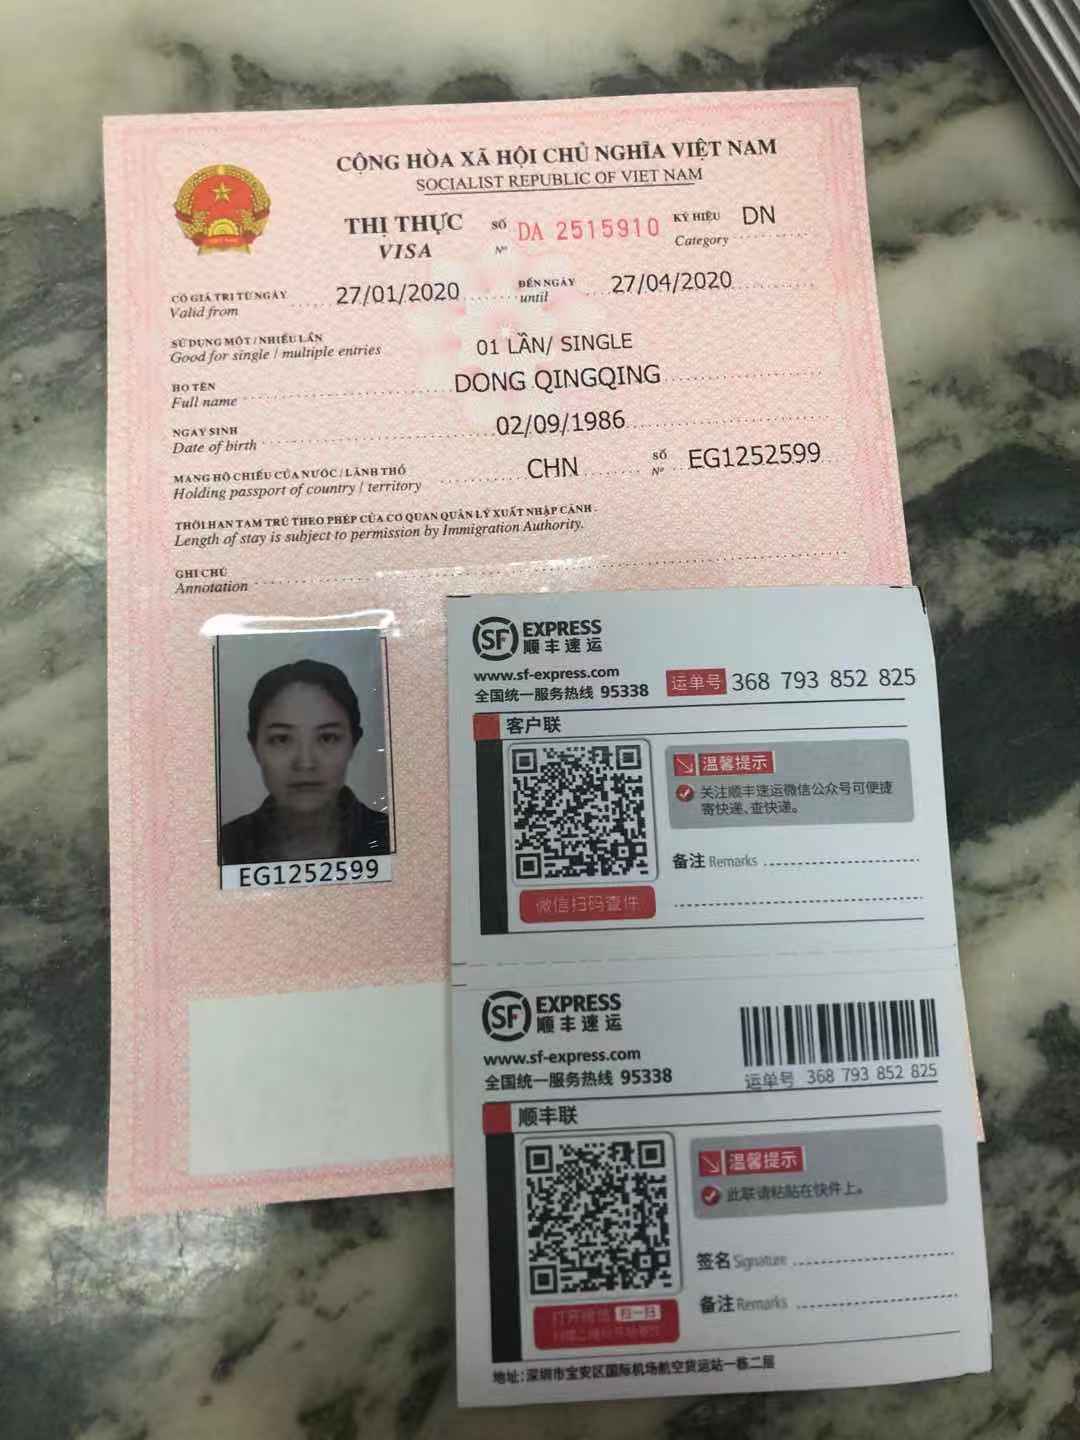 CỘNG HÒA XÃ HỘI CHỦ NGHĨA VIỆT NAM
SOCIALIST REPUBLIC OF VIET NAM
THỊ THỰC SỐ DA 2515910 KÝ HIỆU DN
VISA Nº Category
CÓ GIÁ TRỊ TỪ NGÀY 27/01/2020 ĐẾN NGÀY 27/04/2020
Valid from until
SỬ DỤNG MỘT / NHIỀU LẦN
Good for single / multiple entries 01 LẦN/ SINGLE
HỌ TÊN DONG QINGQING
Full name
NGÀY SINH 02/09/1986
Date of birth
MANG HỘ CHIẾU CỦA NƯỚC / LÃNH THỔ CHN SỐ EG1252599
Holding passport of country / territory Nº
THỜI HẠN TẠM TRÚ THEO PHÉP CỦA CƠ QUAN QUẢN LÝ XUẤT NHẬP CẢNH.
Length of stay is subject to permission by Immigration Authority.
GHI CHÚ
Annotation
EG1252599
SF EXPRESS
顺丰速运
www.sf-express.com
全国统一服务热线 95338 运单号 368 793 852 825
客户联
温馨提示
关注顺丰速运微信公众号可便捷
寄快递、查快递。
备注 Remarks
微信扫码查件
SF EXPRESS
顺丰速运
www.sf-express.com
全国统一服务热线 95338 运单号 368 793 852 825
顺丰联
温馨提示
此联请粘贴在快件上。
签名 Signature
备注 Remarks
打开微信 扫一扫
地址:深圳市宝安区国际机场航空货运站一栋二层